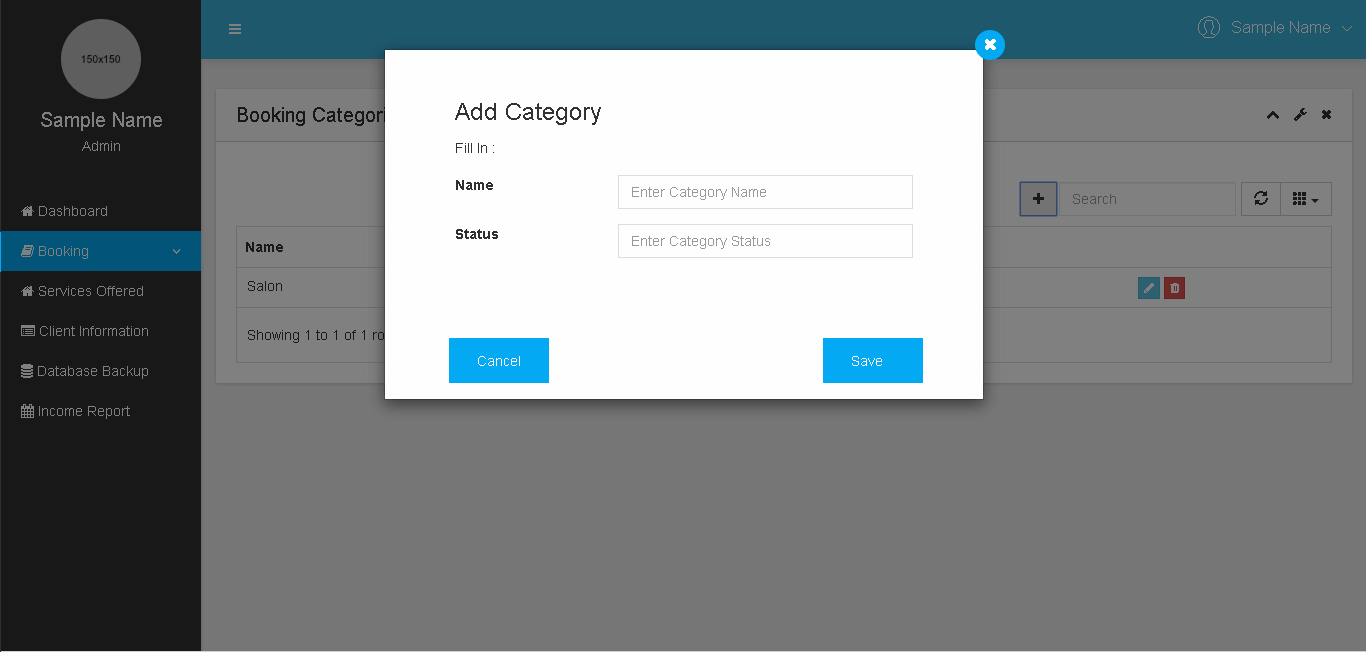 150x150
Sample Name
Admin
Dashboard
Booking
Services Offered
Client Information
Database Backup
Income Report
Sample Name
Booking Categori
Search
Name
Salon
Showing 1 to 1 of 1 ro
Add Category
Fill In :
Name
Enter Category Name
Status
Enter Category Status
Cancel
Save